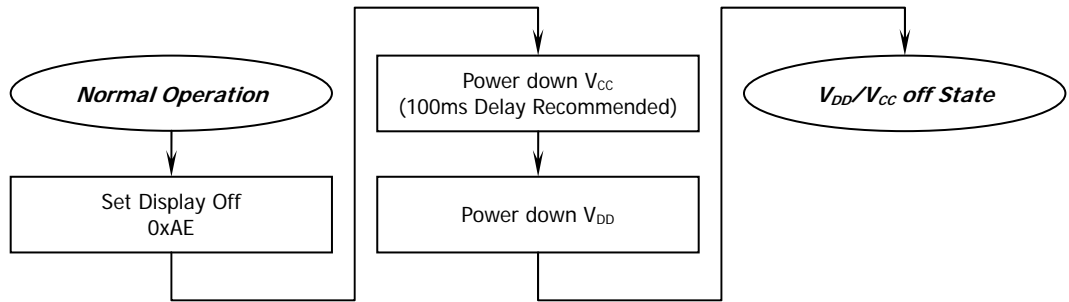 Normal Operation
Set Display Off
0xAE
Power down VCC
(100ms Delay Recommended)
Power down VDD
VDD/VCC off State